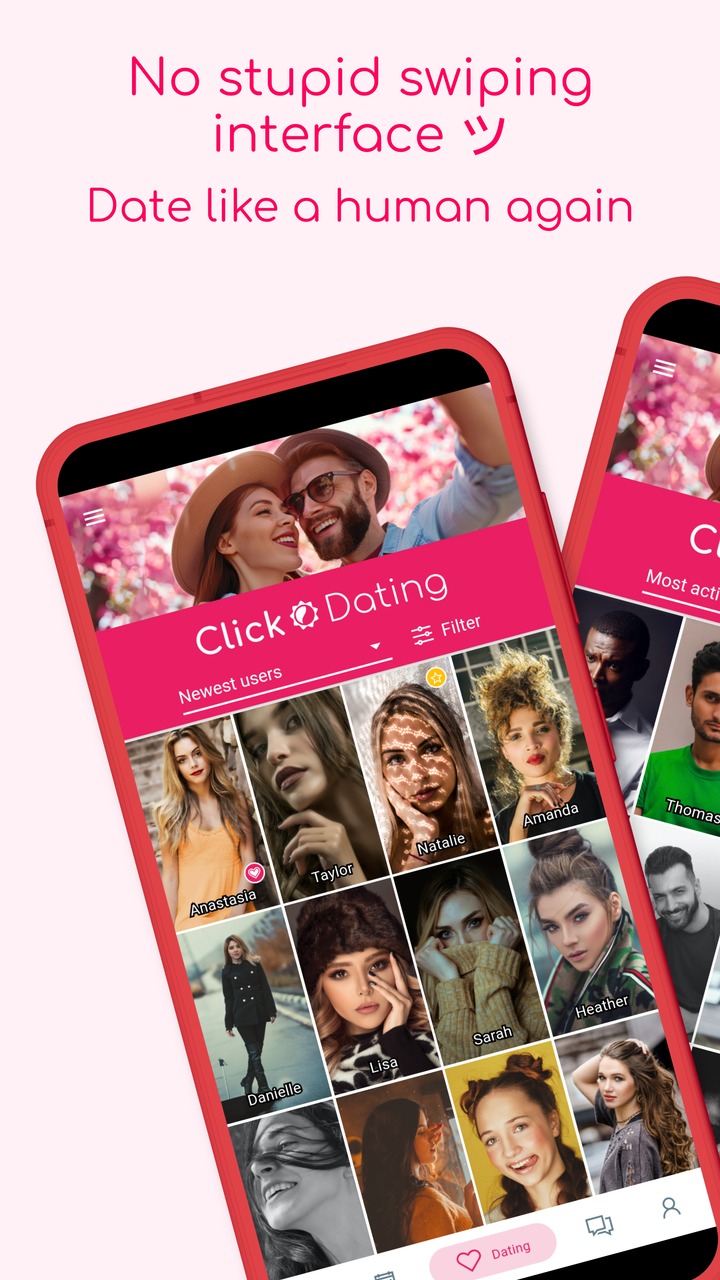 No stupid swiping
interface ツ
Date like a human again
Click Dating
Newest users
Filter
Anastasia
Taylor
Natalie
Amanda
Danielle
Lisa
Sarah
Heather
Dating
Most acti
Thomas